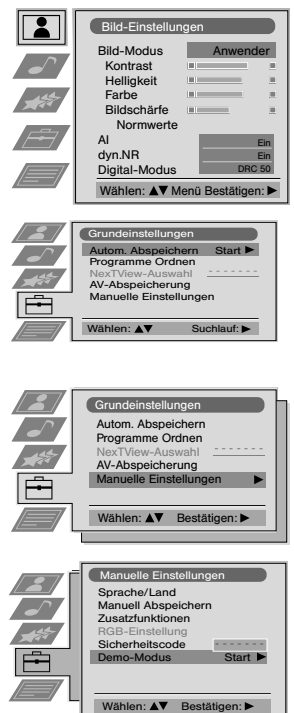 Bild-Einstellungen
Bild-Modus Anwender
Kontrast
Helligkeit
Farbe
Bildschärfe
Normwerte
AI Ein
dyn.NR Ein
Digital-Modus DRC 50
Wählen: ▲▼ Menü Bestätigen: ▶
Grundeinstellungen
Autom. Abspeichern Start ▶
Programme Ordnen
NexTView-Auswahl -------
AV-Abspeicherung
Manuelle Einstellungen
Wählen: ▲▼ Suchlauf: ▶
Grundeinstellungen
Autom. Abspeichern
Programme Ordnen
NexTView-Auswahl -------
AV-Abspeicherung
Manuelle Einstellungen ▶
Wählen: ▲▼ Bestätigen: ▶
Manuelle Einstellungen
Sprache/Land
Manuell Abspeichern
Zusatzfunktionen
RGB-Einstellung
Sicherheitscode -------
Demo-Modus Start ▶
Wählen: ▲▼ Bestätigen: ▶